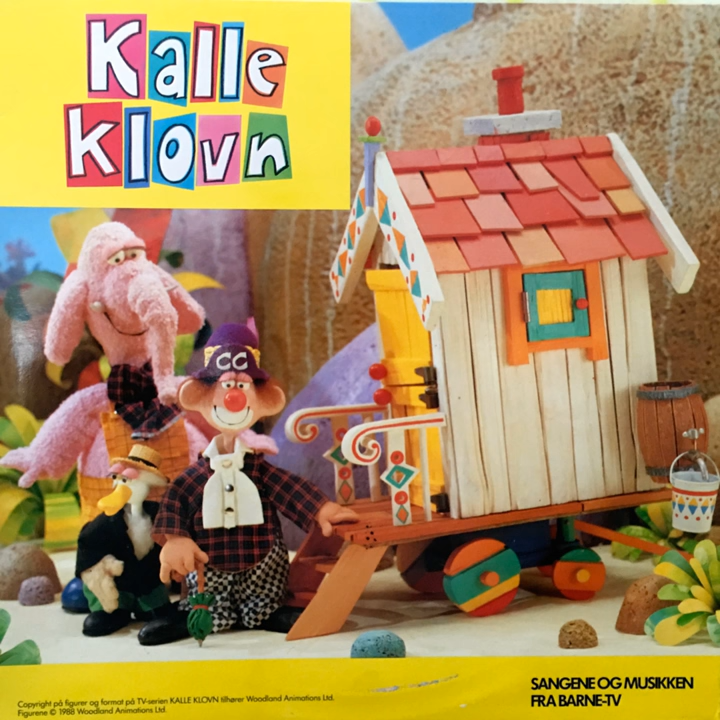 Kalle
Klovn
CC
SANGENE OG MUSIKKEN
FRA BARNE-TV
Copyright på figurer og format på TV-serien KALLE KLOVN tilhører Woodland Animations Ltd.
Figurene © 1988 Woodland Animations Ltd.